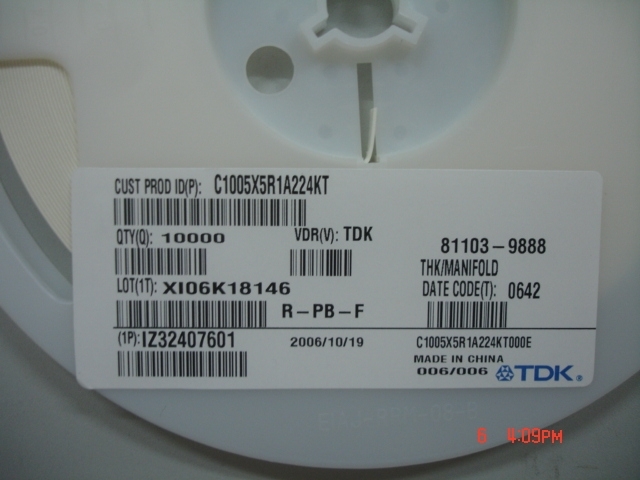 CUST PROD ID(P): C1005X5R1A224KT
QTY(Q): 10000 VDR(V): TDK 81103-9888
THK/MANIFOLD
LOT(1T): XI06K18146 DATE CODE(T): 0642
R-PB-F
(1P): IZ32407601 2006/10/19 C1005X5R1A224KT000E
MADE IN CHINA
006/006 TDK
6 4:09PM